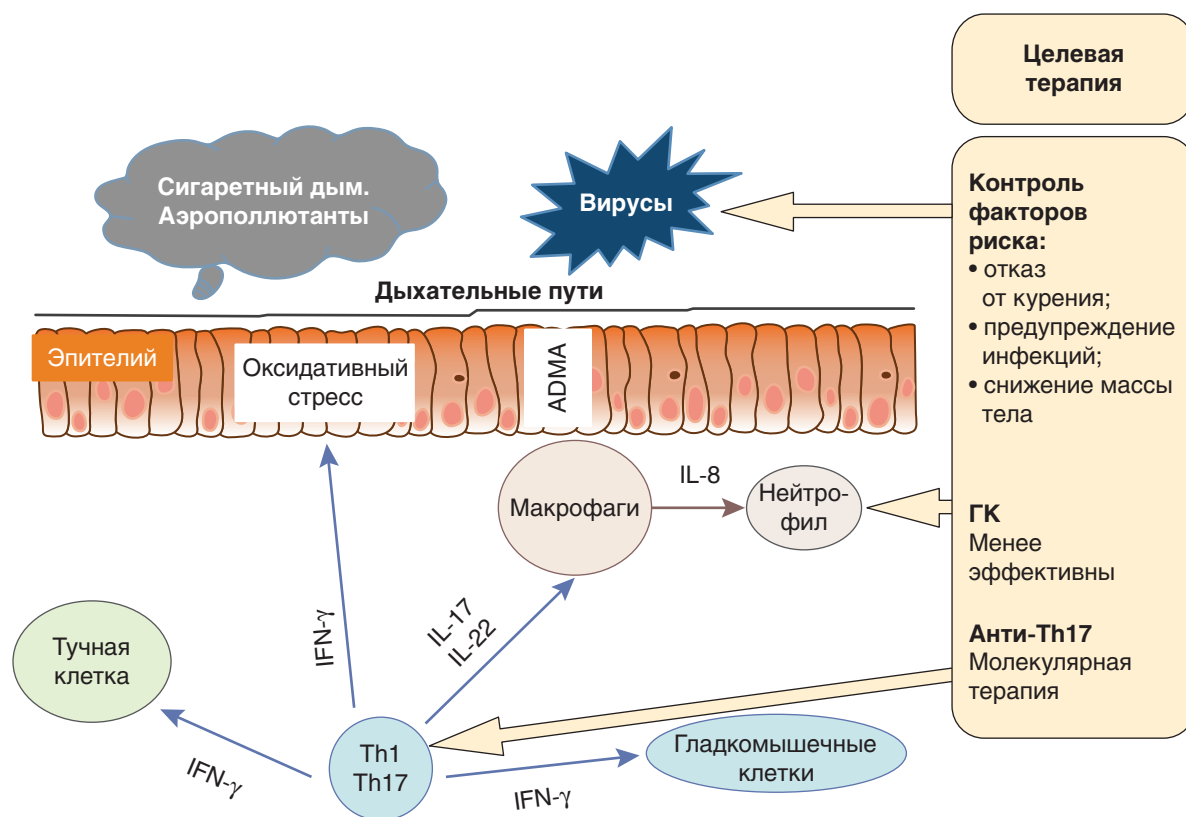 Целевая
терапия
Сигаретный дым.
Аэрополлютанты
Вирусы
Контроль
факторов
риска:
• отказ
от курения;
• предупреждение
инфекций;
• снижение массы
тела
Дыхательные пути
Эпителий
Оксидативный
стресс
ADMA
Макрофаги
IL-8
Нейтро-
фил
ГК
Менее
эффективны
Тучная
клетка
IFN-γ
IL-17
IL-22
Анти-Th17
Молекулярная
терапия
Th1
Th17
Гладкомышечные
клетки
IFN-γ
IFN-γ